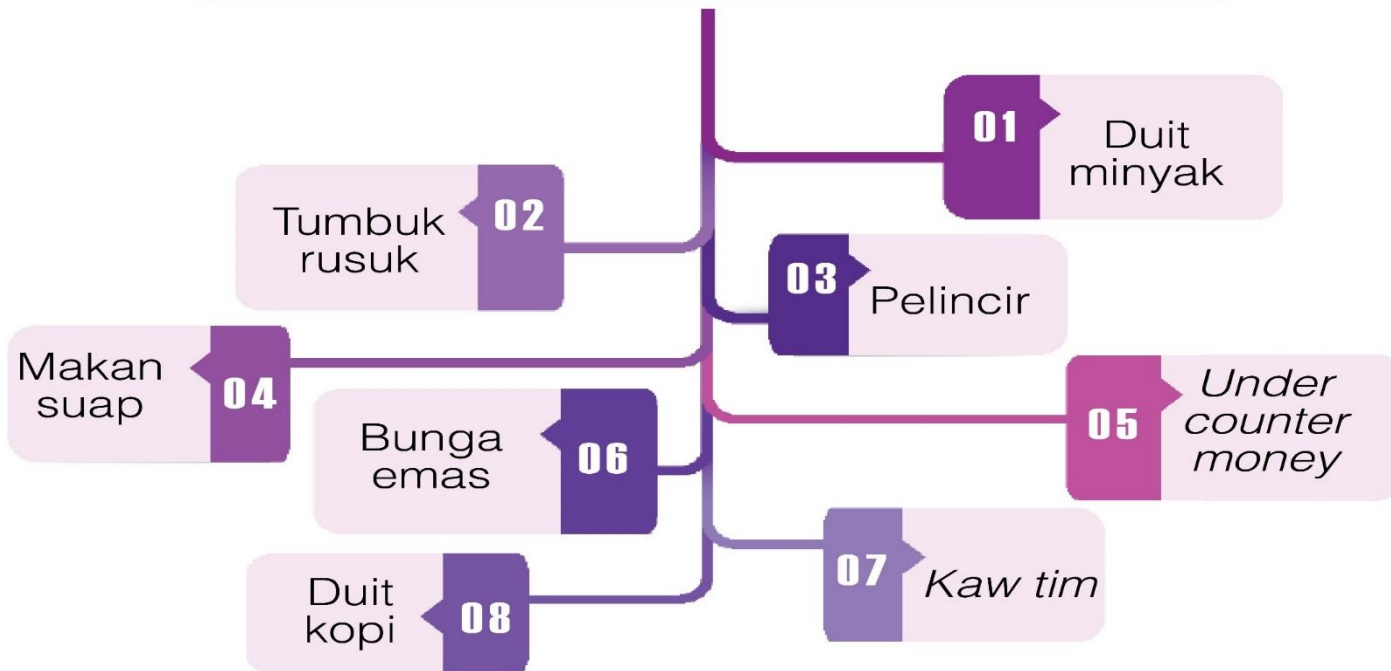 01
Duit
minyak
02
Tumbuk
rusuk
03
Pelincir
04
Makan
suap
05
Under
counter
money
06
Bunga
emas
07
Kaw tim
08
Duit
kopi